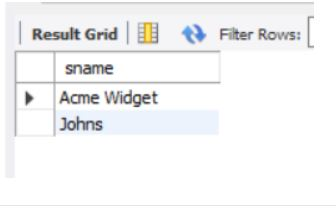 Result Grid Filter Rows:
sname
Acme Widget
Johns